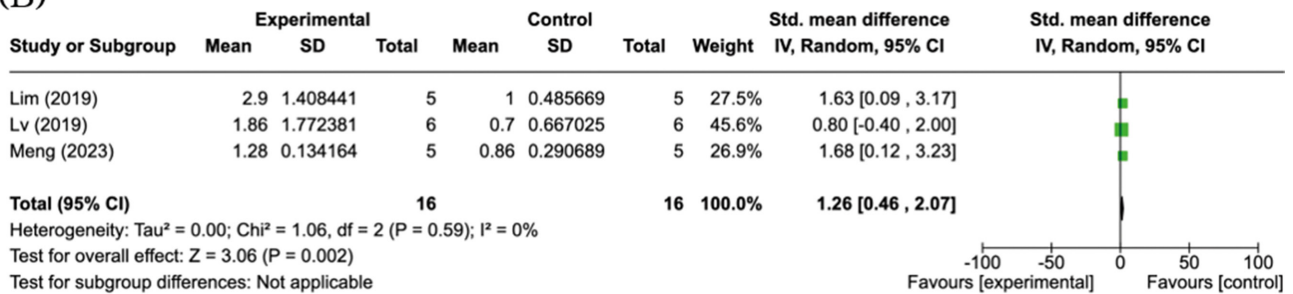 (B)
Experimental Control Std. mean difference Std. mean difference
Study or Subgroup Mean SD Total Mean SD Total Weight IV, Random, 95% CI IV, Random, 95% CI
Lim (2019) 2.9 1.408441 5 1 0.485669 5 27.5% 1.63 [0.09 , 3.17]
Lv (2019) 1.86 1.772381 6 0.7 0.667025 6 45.6% 0.80 [-0.40 , 2.00]
Meng (2023) 1.28 0.134164 5 0.86 0.290689 5 26.9% 1.68 [0.12 , 3.23]
Total (95% CI) 16 16 100.0% 1.26 [0.46 , 2.07]
Heterogeneity: Tau² = 0.00; Chi² = 1.06, df = 2 (P = 0.59); I² = 0%
Test for overall effect: Z = 3.06 (P = 0.002)
Test for subgroup differences: Not applicable
-100 -50 0 50 100
Favours [experimental] Favours [control]